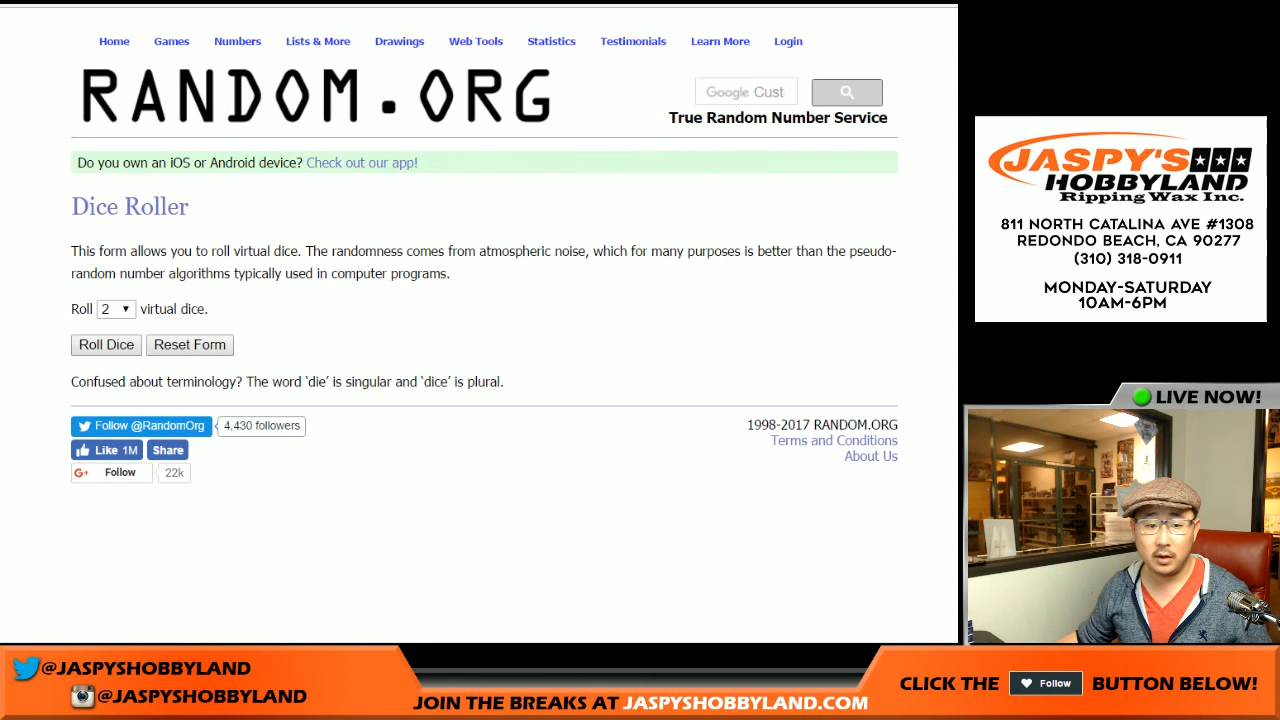 Home Games Numbers Lists & More Drawings Web Tools Statistics Testimonials Learn More Login
RANDOM.ORG
Google Cust
True Random Number Service
Do you own an iOS or Android device? Check out our app!
Dice Roller
This form allows you to roll virtual dice. The randomness comes from atmospheric noise, which for many purposes is better than the pseudo-
random number algorithms typically used in computer programs.
Roll 2 virtual dice.
Roll Dice Reset Form
Confused about terminology? The word 'die' is singular and 'dice' is plural.
Follow @RandomOrg 4,430 followers
Like 1M Share
G+ Follow 22k
1998-2017 RANDOM.ORG
Terms and Conditions
About Us
JASPY'S
HOBBYLAND
Ripping Wax Inc.
811 NORTH CATALINA AVE #1308
REDONDO BEACH, CA 90277
(310) 318-0911
MONDAY-SATURDAY
10AM-6PM
LIVE NOW!
@JASPYSHOBBYLAND
@JASPYSHOBBYLAND
JOIN THE BREAKS AT JASPYSHOBBYLAND.COM
CLICK THE Follow BUTTON BELOW!